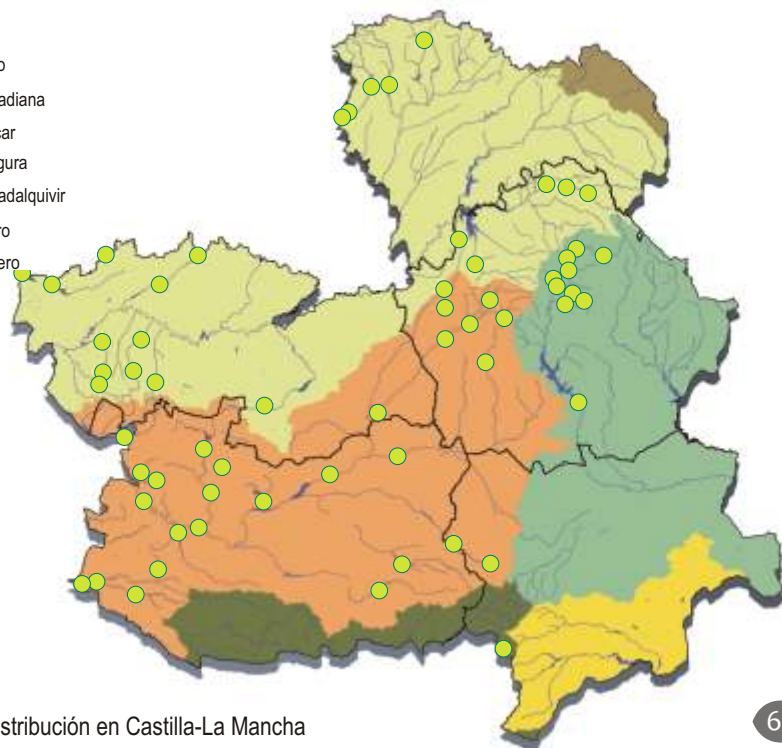 o
adiana
car
gura
adalquivir
ro
ero
stribución en Castilla-La Mancha
6